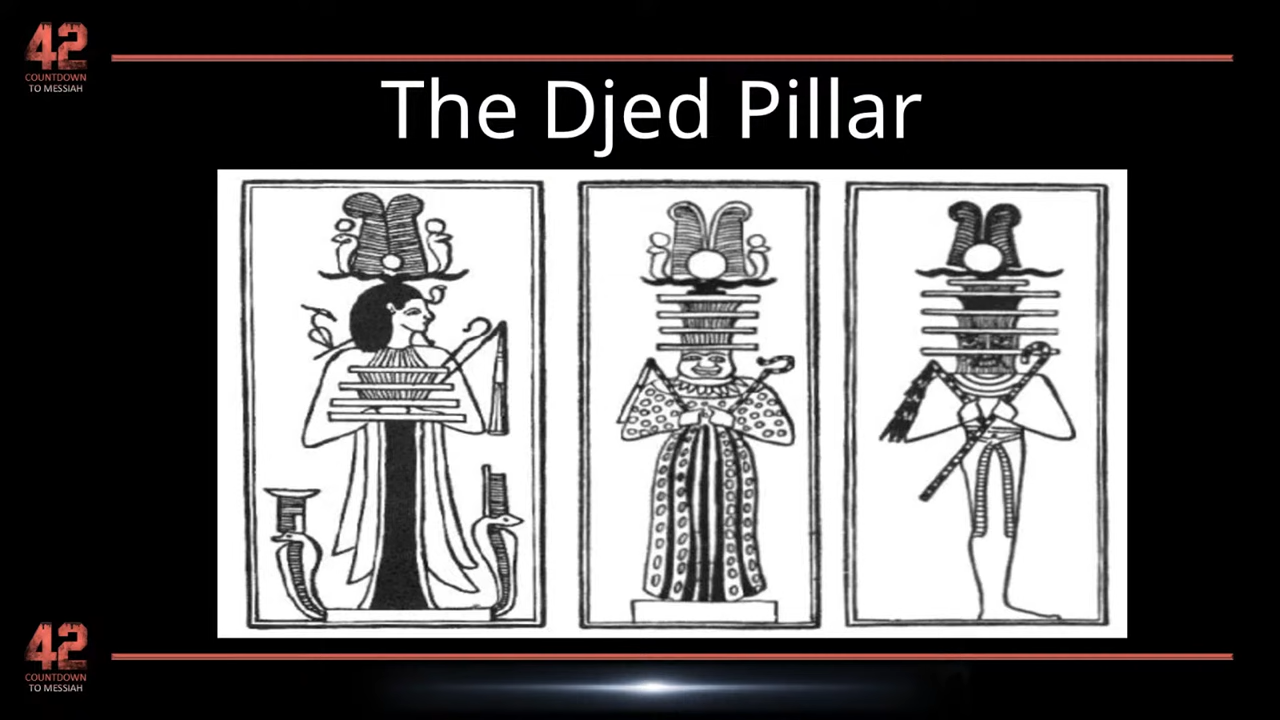 42
COUNTDOWN
TO MESSIAH
The Djed Pillar
42
COUNTDOWN
TO MESSIAH